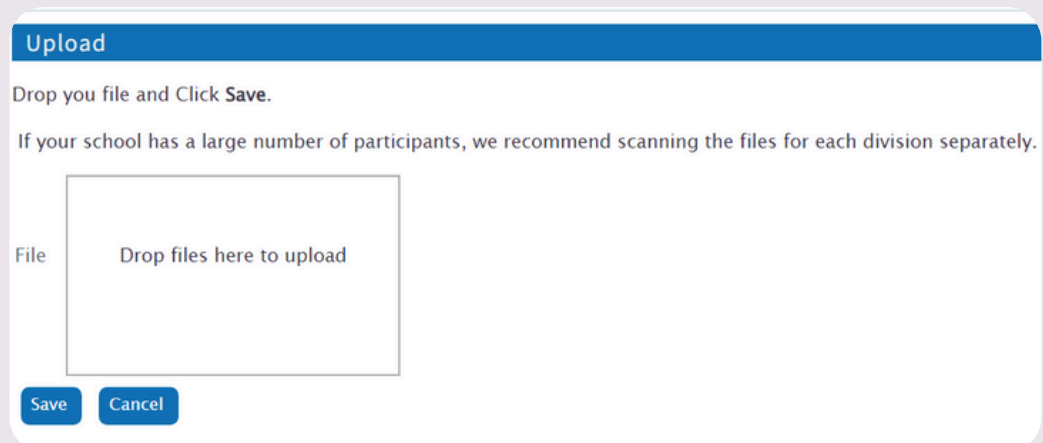 Upload
Drop you file and Click Save.
If your school has a large number of participants, we recommend scanning the files for each division separately.
File
Drop files here to upload
Save
Cancel